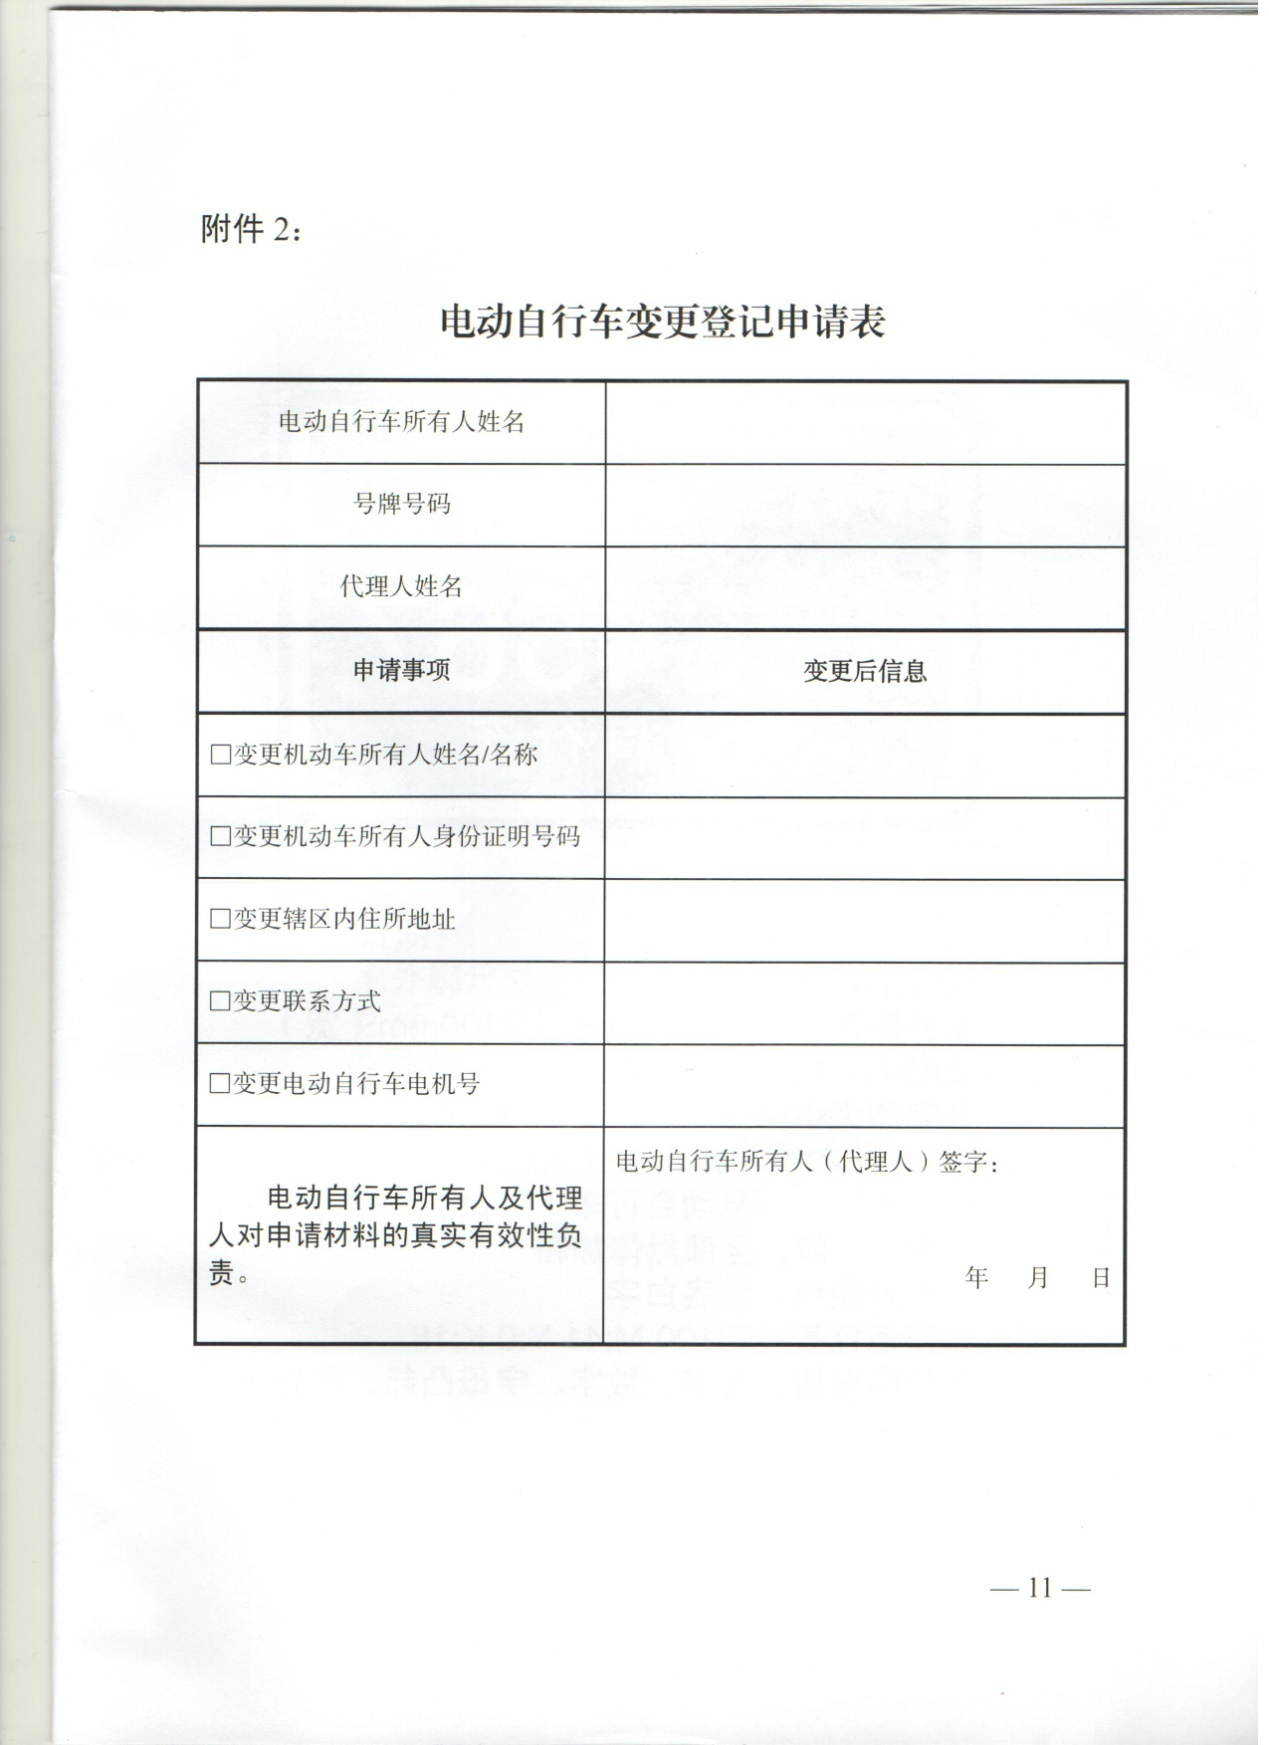 附件 2：
电动自行车变更登记申请表
电动自行车所有人姓名
号牌号码
代理人姓名
申请事项
变更后信息
□变更机动车所有人姓名/名称
□变更机动车所有人身份证明号码
□变更辖区内住所地址
□变更联系方式
□变更电动自行车电机号
电动自行车所有人及代理
人对申请材料的真实有效性负
责。
电动自行车所有人（代理人）签字：
年 月 日
— 11 —